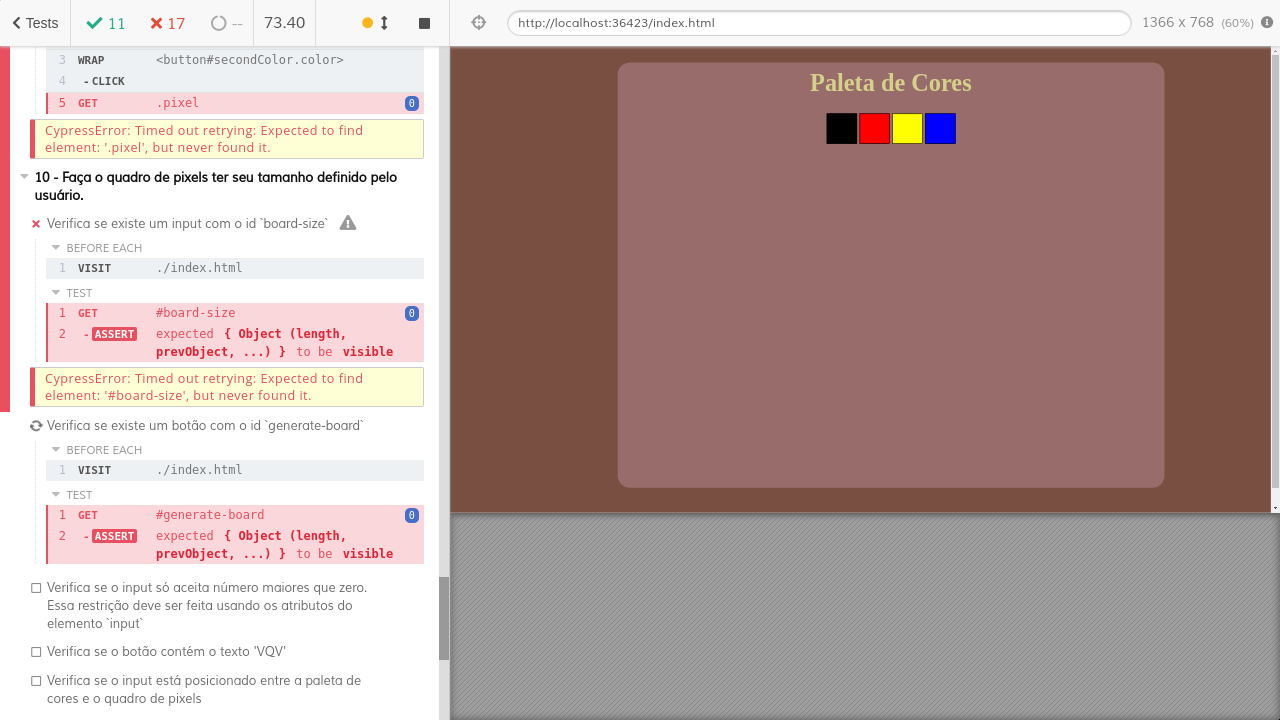 Tests
11
17
--
73.40
http://localhost:36423/index.html
1366 x 768 (60%)
3 WRAP <button#secondColor.color>
4 - CLICK
5 GET .pixel 0
CypressError: Timed out retrying: Expected to find
element: '.pixel', but never found it.
10 - Faça o quadro de pixels ter seu tamanho definido pelo
usuário.
Verifica se existe um input com o id `board-size`
BEFORE EACH
1 VISIT ./index.html
TEST
1 GET #board-size 0
2 - ASSERT expected { Object (length,
prevObject, ...) } to be visible
CypressError: Timed out retrying: Expected to find
element: '#board-size', but never found it.
Verifica se existe um botão com o id `generate-board`
BEFORE EACH
1 VISIT ./index.html
TEST
1 GET #generate-board 0
2 - ASSERT expected { Object (length,
prevObject, ...) } to be visible
Verifica se o input só aceita número maiores que zero.
Essa restrição deve ser feita usando os atributos do
elemento `input`
Verifica se o botão contém o texto 'VQV'
Verifica se o input está posicionado entre a paleta de
cores e o quadro de pixels
Paleta de Cores